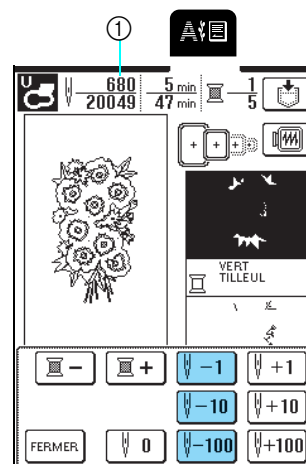 ①
A
U 680 5 min 1
20049 47 min 5
VERT
TILLEUL
− + −1 +1
−10 +10
FERMER 0 −100 +100